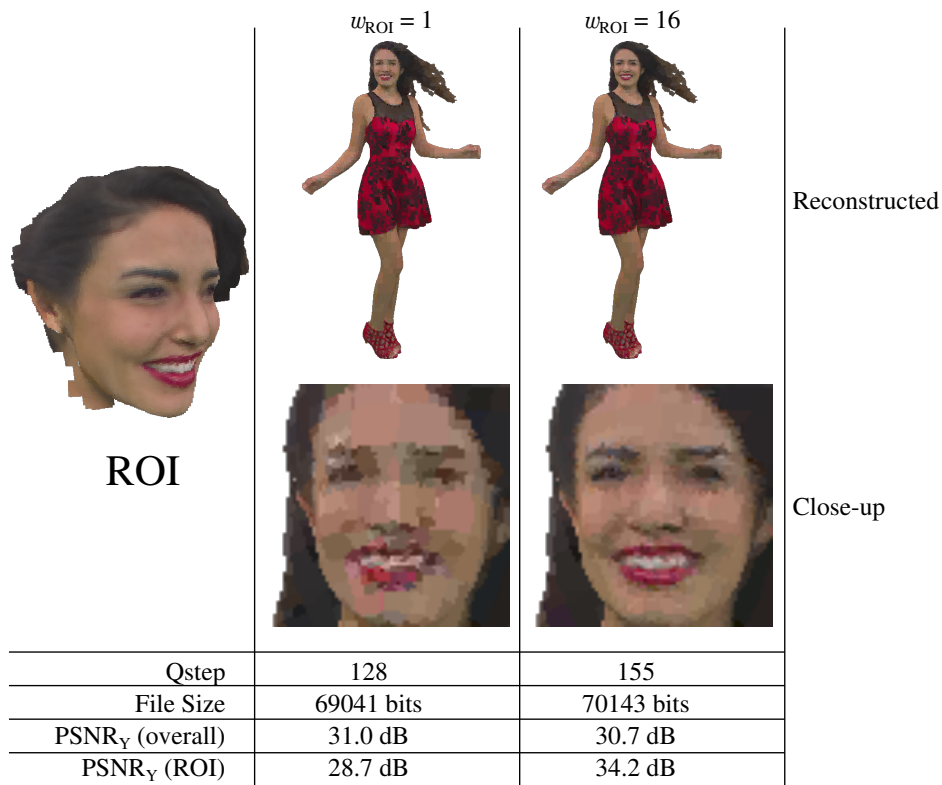 w_ROI = 1 w_ROI = 16
Reconstructed
ROI
Close-up
Qstep 128 155
File Size 69041 bits 70143 bits
PSNR_Y (overall) 31.0 dB 30.7 dB
PSNR_Y (ROI) 28.7 dB 34.2 dB